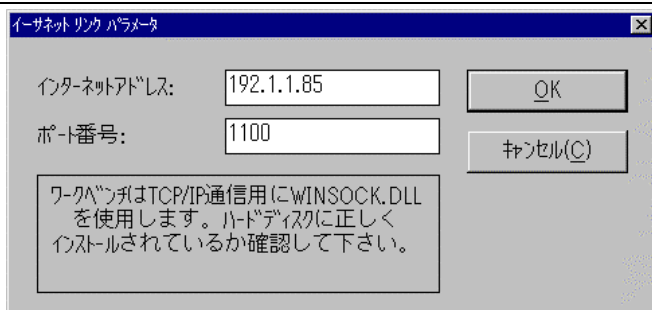 ｲｰｻﾈｯﾄ ﾘﾝｸ ﾊﾟﾗﾒｰﾀ
ｲﾝﾀｰﾈｯﾄｱﾄﾞﾚｽ: 192.1.1.85
ﾎﾟｰﾄ番号: 1100
OK
ｷｬﾝｾﾙ(C)
ﾜｰｸﾍﾞﾝﾁはTCP/IP通信用にWINSOCK.DLL
を使用します。ﾊｰﾄﾞﾃﾞｨｽｸに正しく
ｲﾝｽﾄｰﾙされているか確認して下さい。